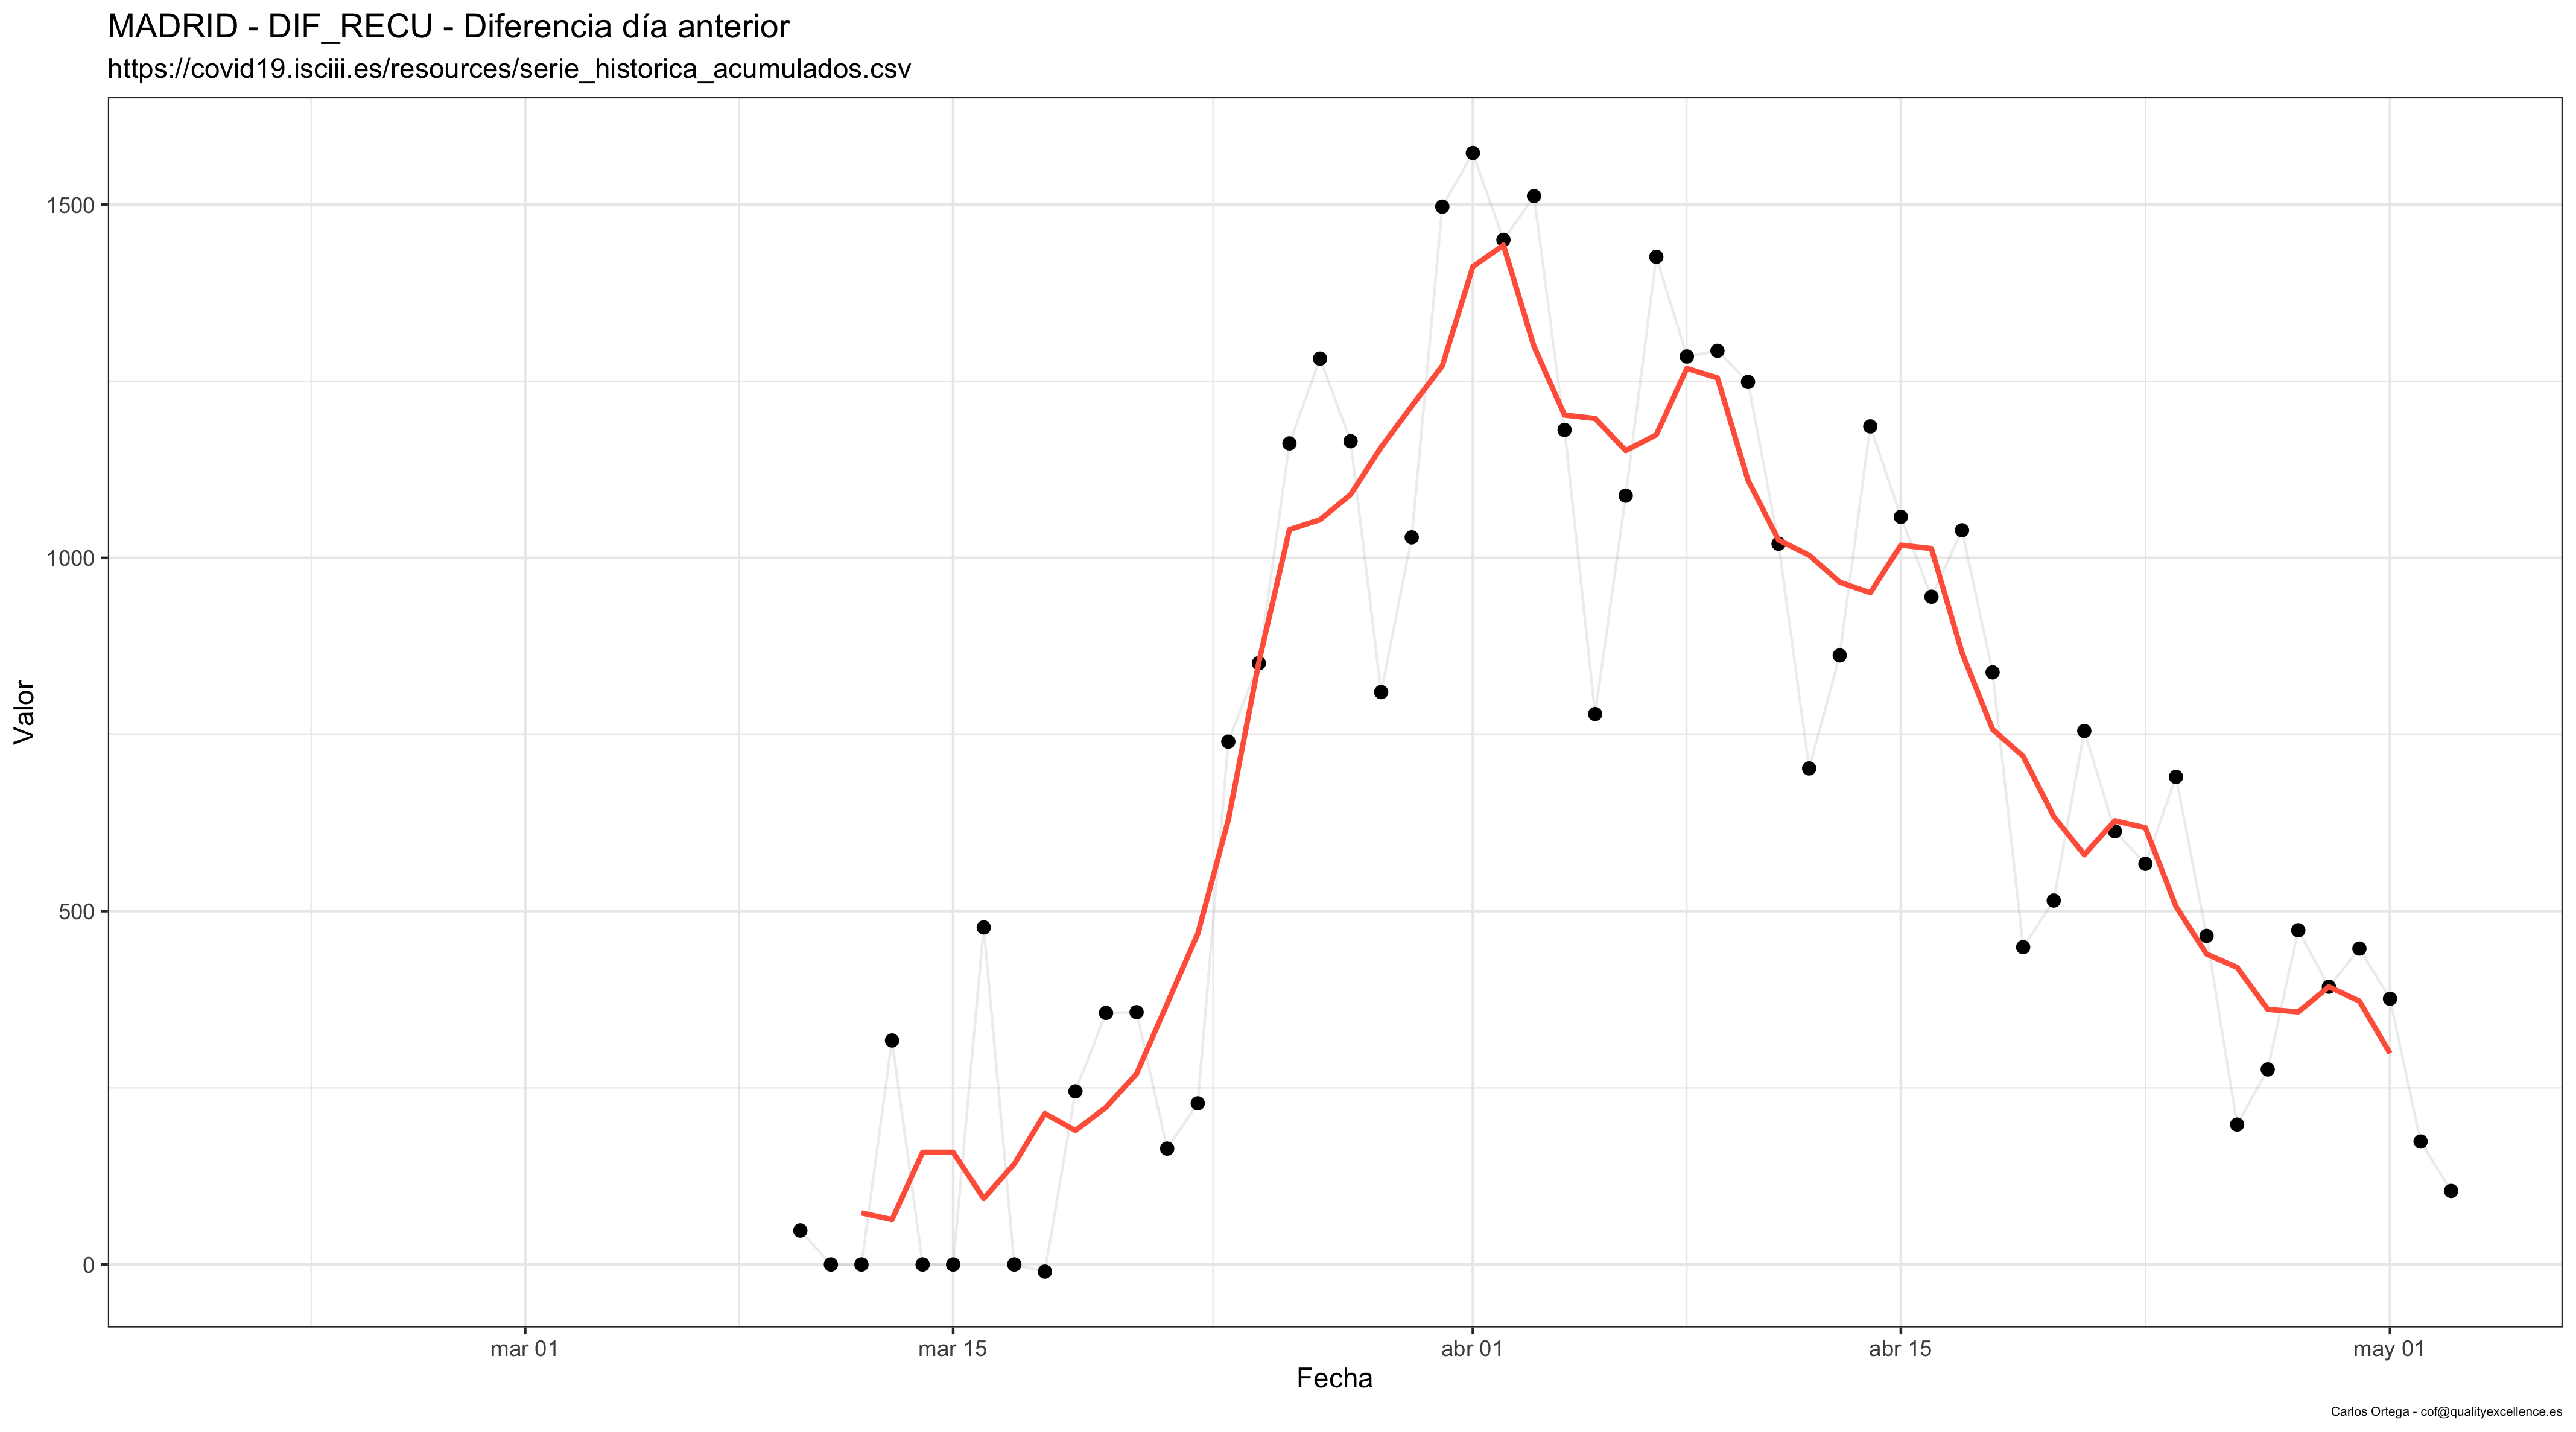 MADRID - DIF_RECU - Diferencia día anterior
https://covid19.isciii.es/resources/serie_historica_acumulados.csv
Valor
1500
1000
500
0
mar 01
mar 15
abr 01
abr 15
may 01
Fecha
Carlos Ortega - cof@qualityexcellence.es